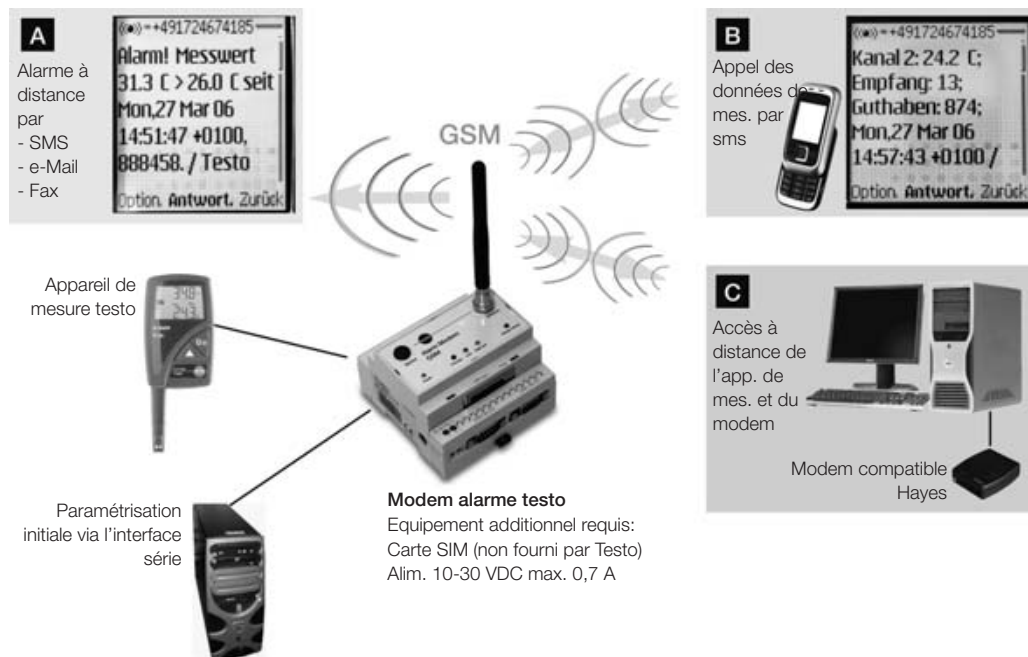 A
Alarme à
distance
par
- SMS
- e-Mail
- Fax
+491724674185
Alarm! Messwert
31.3 C > 26.0 C seit
Mon,27 Mar 06
14:51:47 +0100,
888458. / Testo
Option. Antwort. Zurück
GSM
B
Appel des
données de
mes. par
sms
+491724674185
Kanal 2: 24.2 C;
Empfang: 13;
Guthaben: 874;
Mon,27 Mar 06
14:57:43 +0100 /
Option. Antwort. Zurück
Appareil de
mesure testo
Alarm Modem
GSM
C
Accès à
distance de
l'app. de
mes. et du
modem
Modem compatible
Hayes
Paramétrisation
initiale via l'interface
série
Modem alarme testo
Equipement additionnel requis:
Carte SIM (non fourni par Testo)
Alim. 10-30 VDC max. 0,7 A